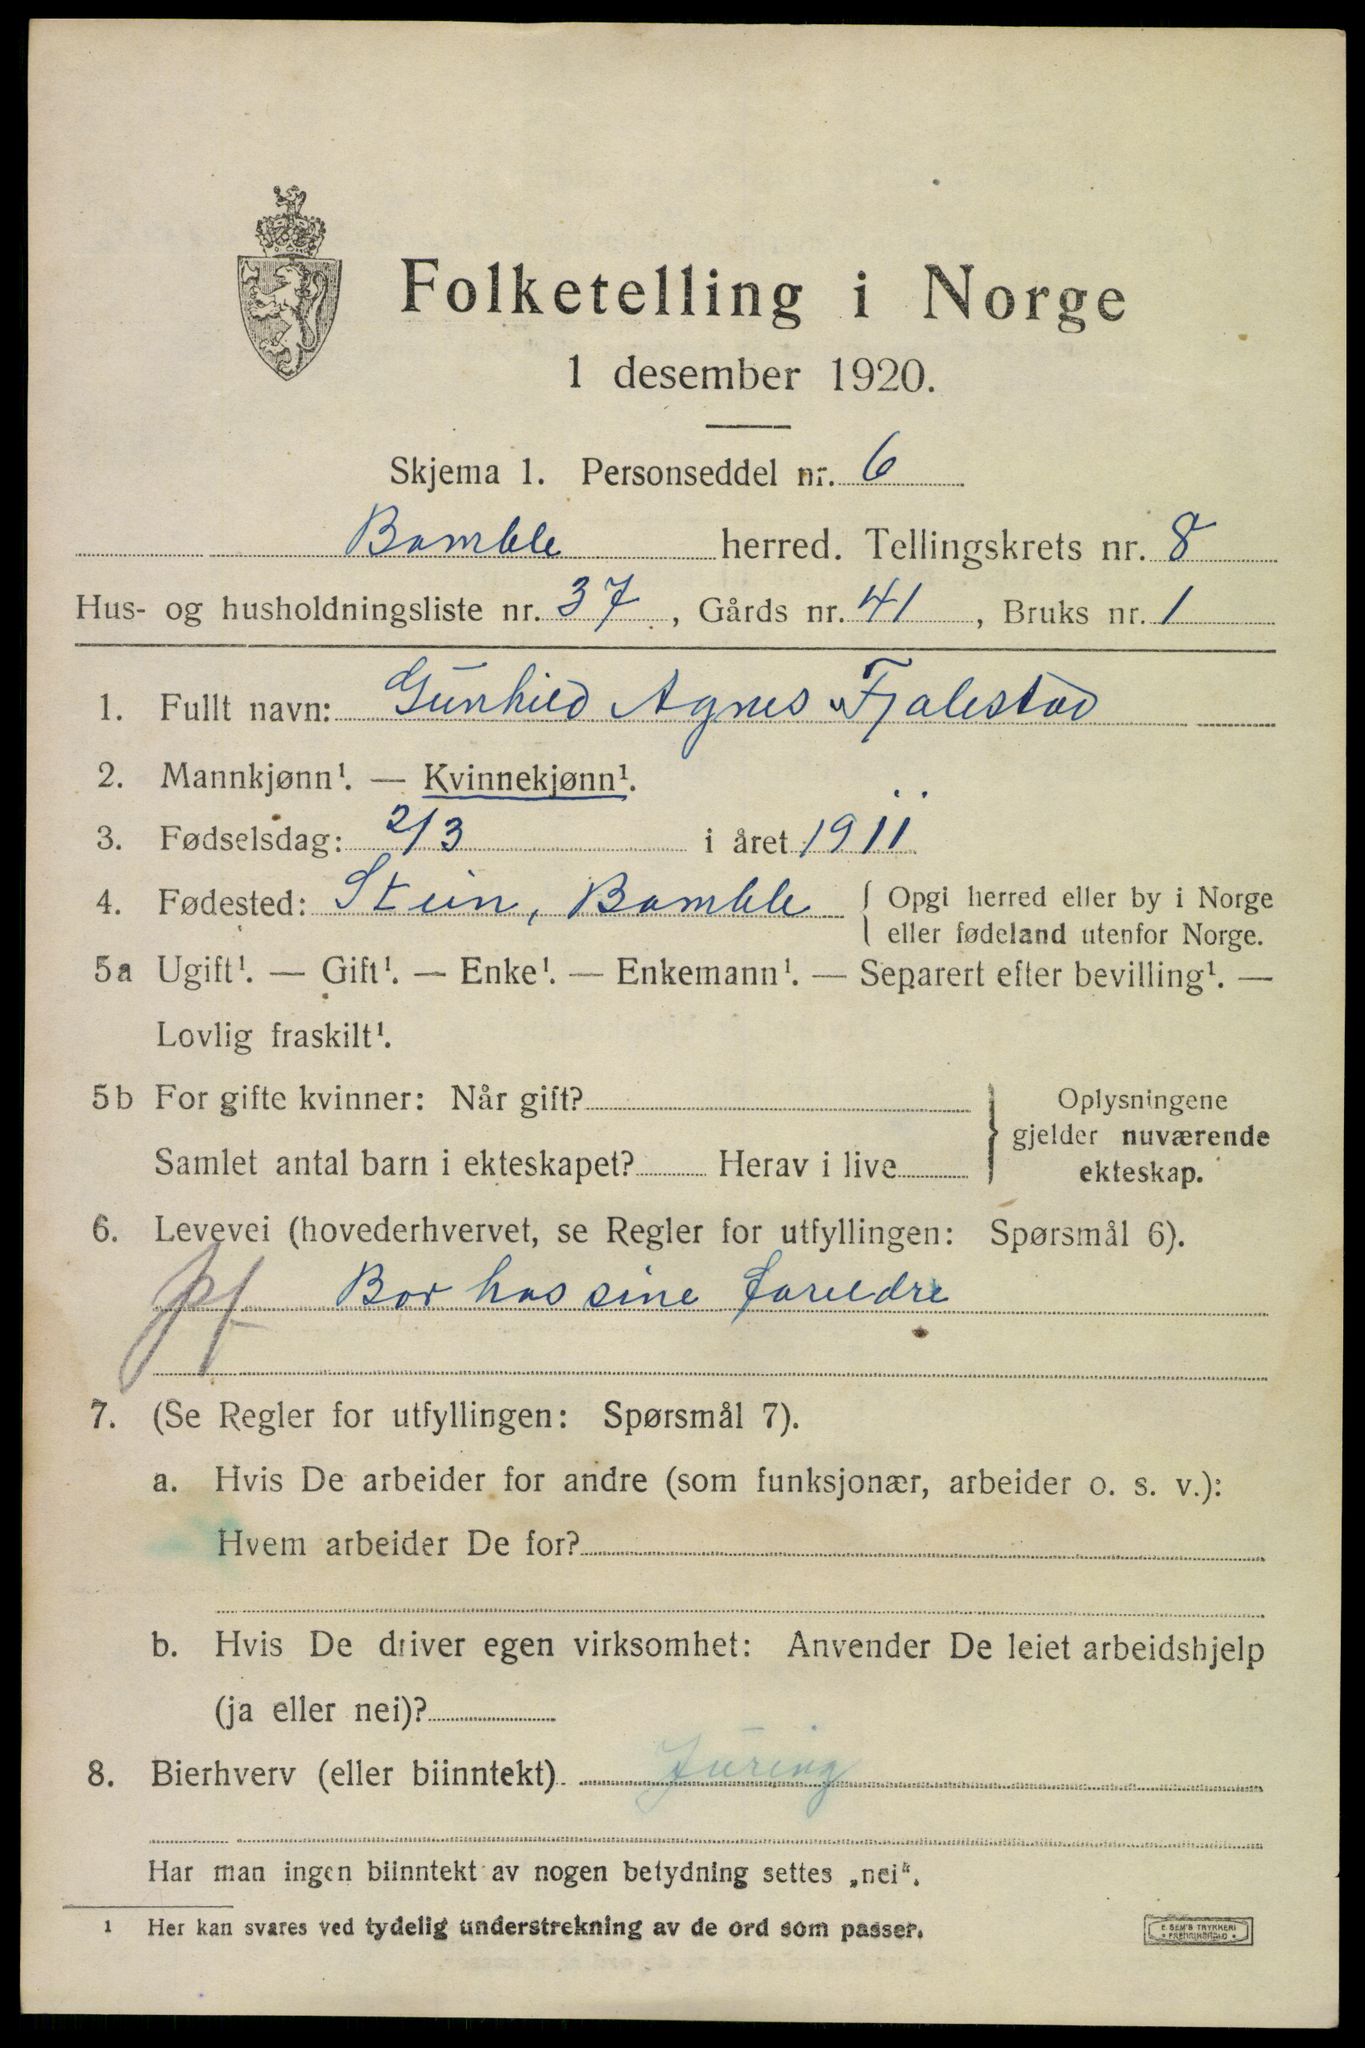 Folketelling i Norge
1 desember 1920.
Skjema 1. Personseddel nr. 6
Bamble herred. Tellingskrets nr. 8
Hus- og husholdningsliste nr. 37, Gårds nr. 41, Bruks nr. 1
1. Fullt navn: Gunhild Agnes Fjalestad
2. Mannkjønn¹. — Kvinnekjønn¹.
3. Fødselsdag: 2/3 i året 1911
4. Fødested: Stein, Bamble { Opgi herred eller by i Norge
eller fødeland utenfor Norge.
5a Ugift¹. — Gift¹. — Enke¹. — Enkemann¹. — Separert efter bevilling¹. —
Lovlig fraskilt¹.
5b For gifte kvinner: Når gift?
Samlet antal barn i ekteskapet? Herav i live
} Oplysningene
gjelder nuværende
ekteskap.
6. Levevei (hovederhvervet, se Regler for utfyllingen: Spørsmål 6).
pf Bor hos sine foreldre
7. (Se Regler for utfyllingen: Spørsmål 7).
a. Hvis De arbeider for andre (som funksjonær, arbeider o. s. v.):
Hvem arbeider De for?
b. Hvis De driver egen virksomhet: Anvender De leiet arbeidshjelp
(ja eller nei)?
8. Bierhverv (eller biinntekt)
Har man ingen biinntekt av nogen betydning settes „nei“.
1 Her kan svares ved tydelig understrekning av de ord som passer.
E. SEM'S TRYKKERI
FREDRIKSHALD